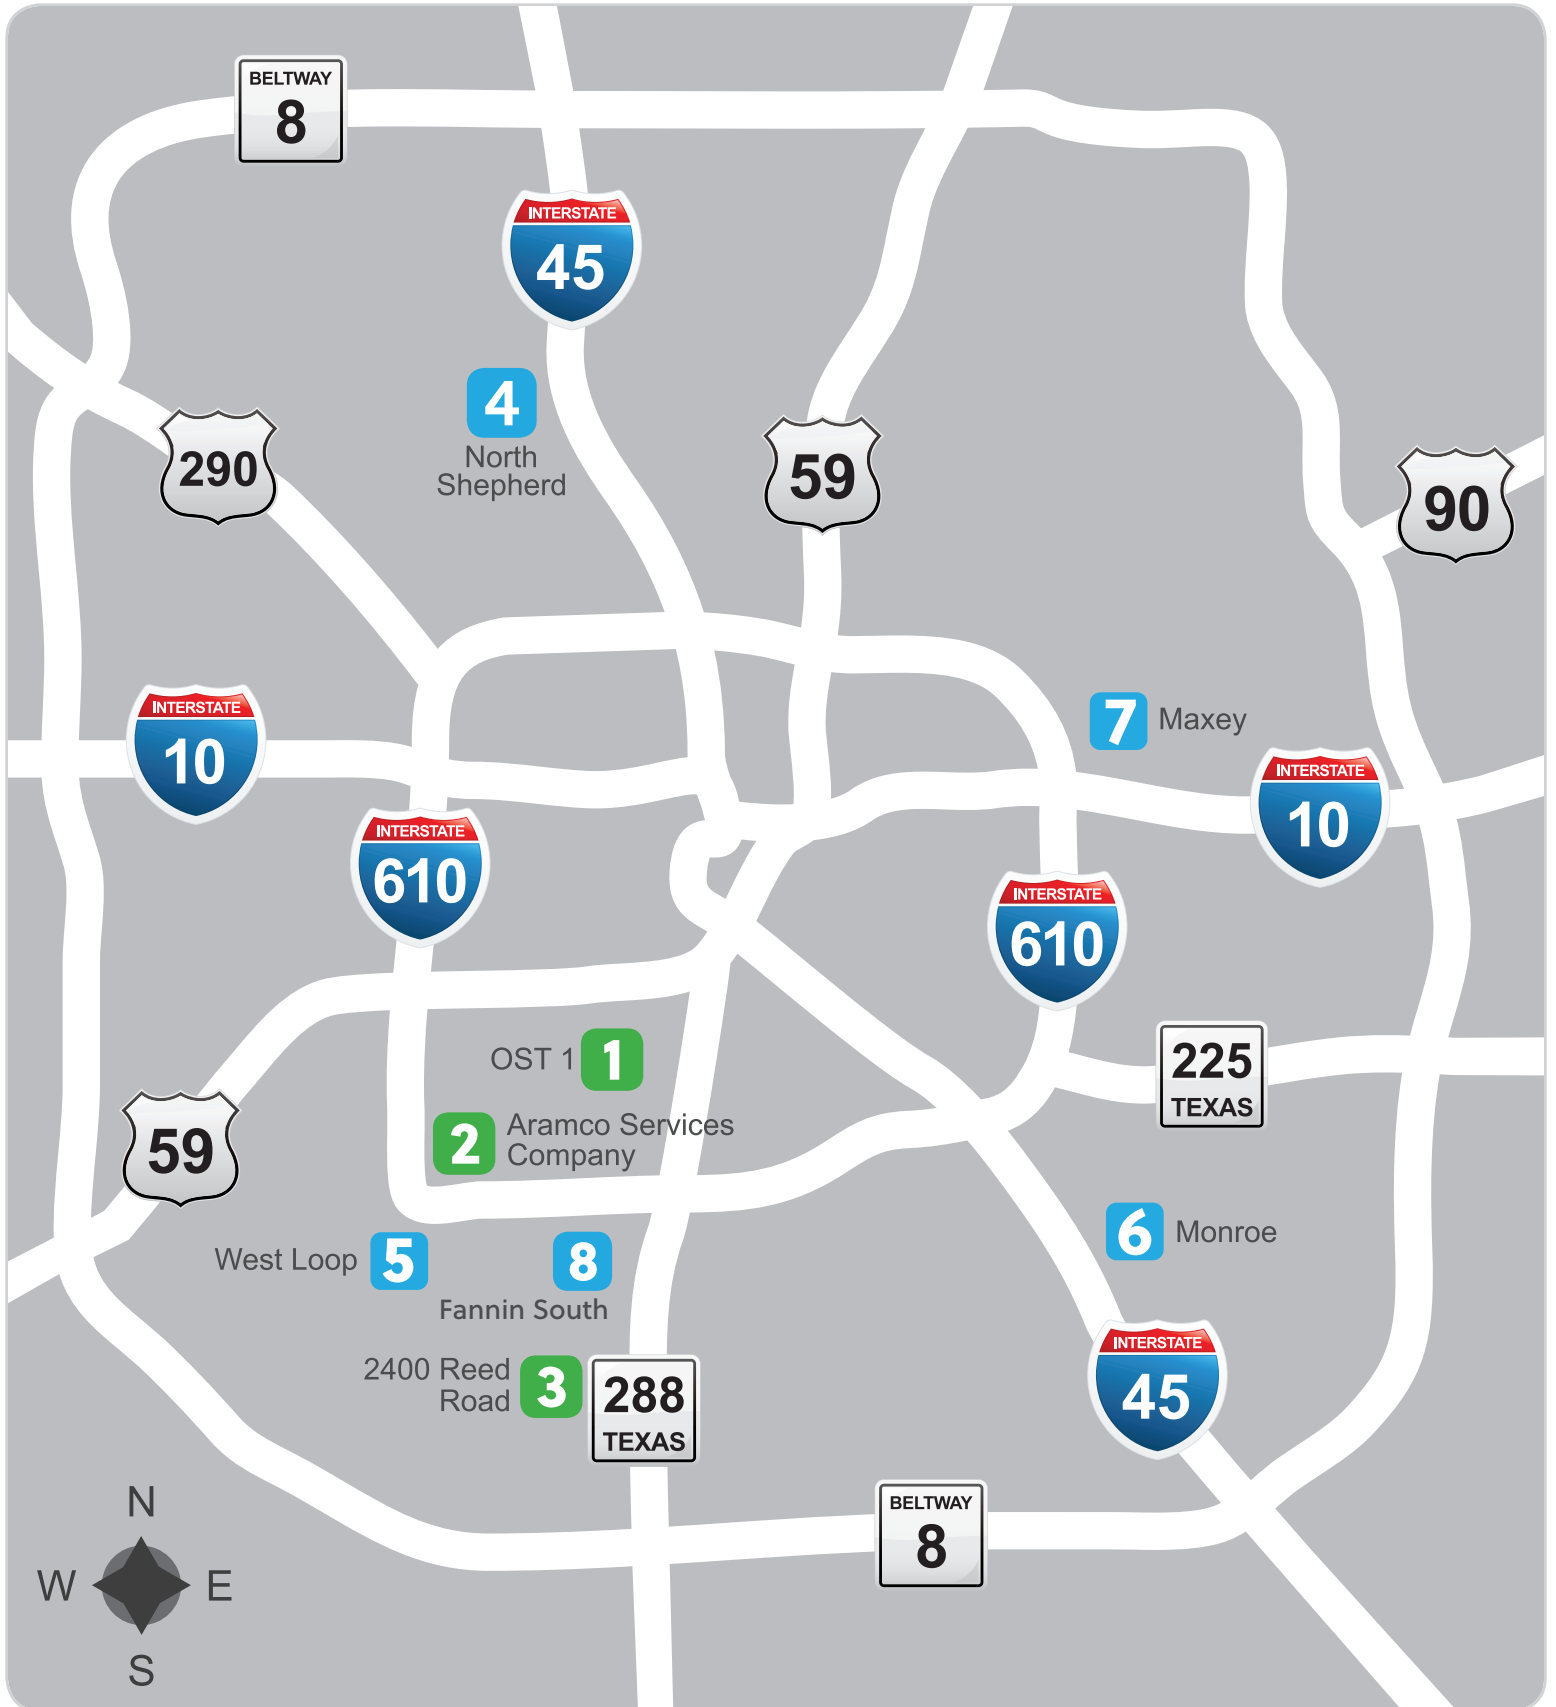 BELTWAY
8
INTERSTATE
45
4
North
Shepherd
290
59
90
INTERSTATE
10
7 Maxey
INTERSTATE
10
INTERSTATE
610
INTERSTATE
610
OST 1 1
225
TEXAS
2 Aramco Services
Company
59
West Loop 5
8
Fannin South
6 Monroe
2400 Reed
Road
3
288
TEXAS
INTERSTATE
45
BELTWAY
8
N
W E
S